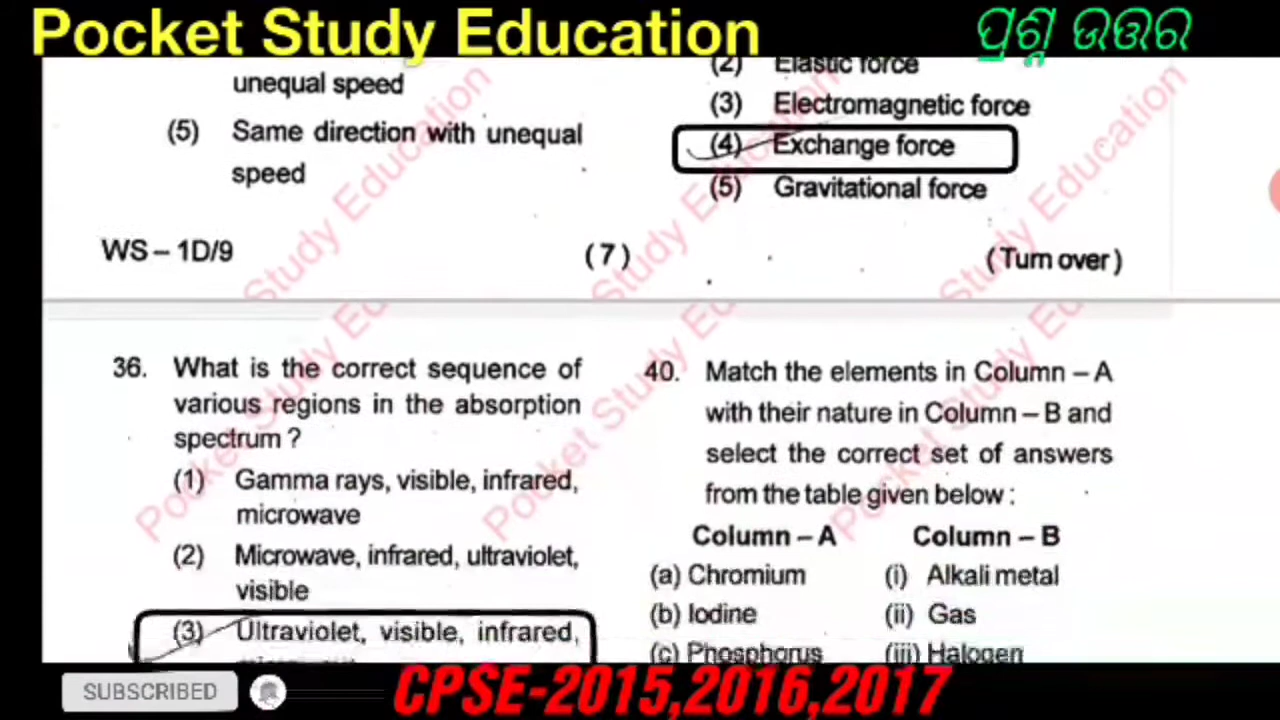 Pocket Study Education
ପ୍ରଶ୍ନ ଉତ୍ତର
unequal speed
(5) Same direction with unequal
speed
(2) Elastic force
(3) Electromagnetic force
(4) Exchange force
(5) Gravitational force
WS – 1D/9
( 7 )
( Turn over )
36. What is the correct sequence of
various regions in the absorption
spectrum ?
(1) Gamma rays, visible, infrared,
microwave
(2) Microwave, infrared, ultraviolet,
visible
(3) Ultraviolet, visible, infrared,
40. Match the elements in Column – A
with their nature in Column – B and
select the correct set of answers
from the table given below :
Column – A Column – B
(a) Chromium (i) Alkali metal
(b) Iodine (ii) Gas
(c) Phosphorus (iii) Halogen
SUBSCRIBED
CPSE-2015,2016,2017